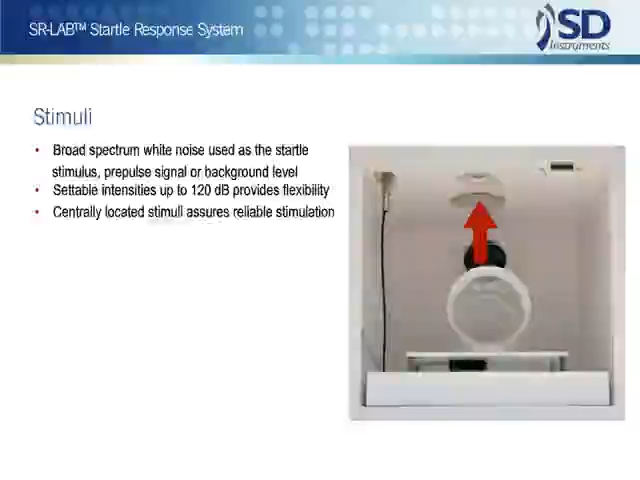 SR-LAB™ Startle Response System
SD
Instruments
Stimuli
• Broad spectrum white noise used as the startle
stimulus, prepulse signal or background level
• Settable intensities up to 120 dB provides flexibility
• Centrally located stimuli assures reliable stimulation